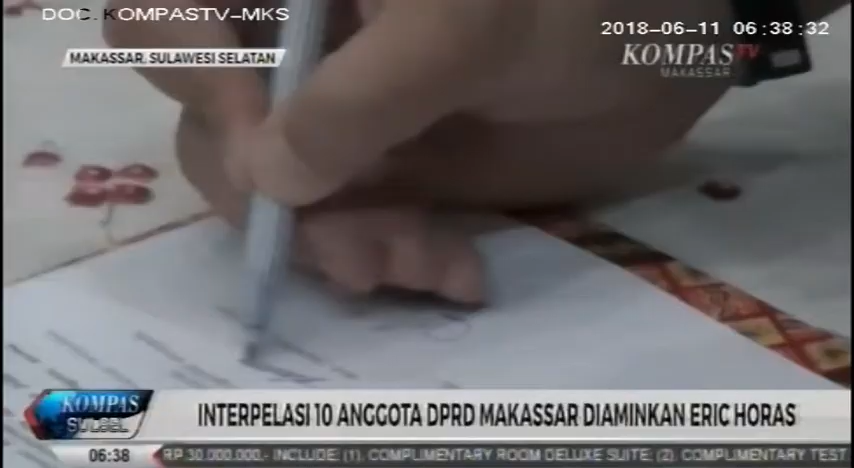 DOC. KOMPASTV-MKS
2018-06-11 06:38:32
MAKASSAR, SULAWESI SELATAN
KOMPAS TV
MAKASSAR
KOMPAS
SULSEL
INTERPELASI 10 ANGGOTA DPRD MAKASSAR DIAMINKAN ERIC HORAS
06:38
RP 30.000.000,- INCLUDE: (1). COMPLIMENTARY ROOM DELUXE SUITE; (2). COMPLIMENTARY TEST